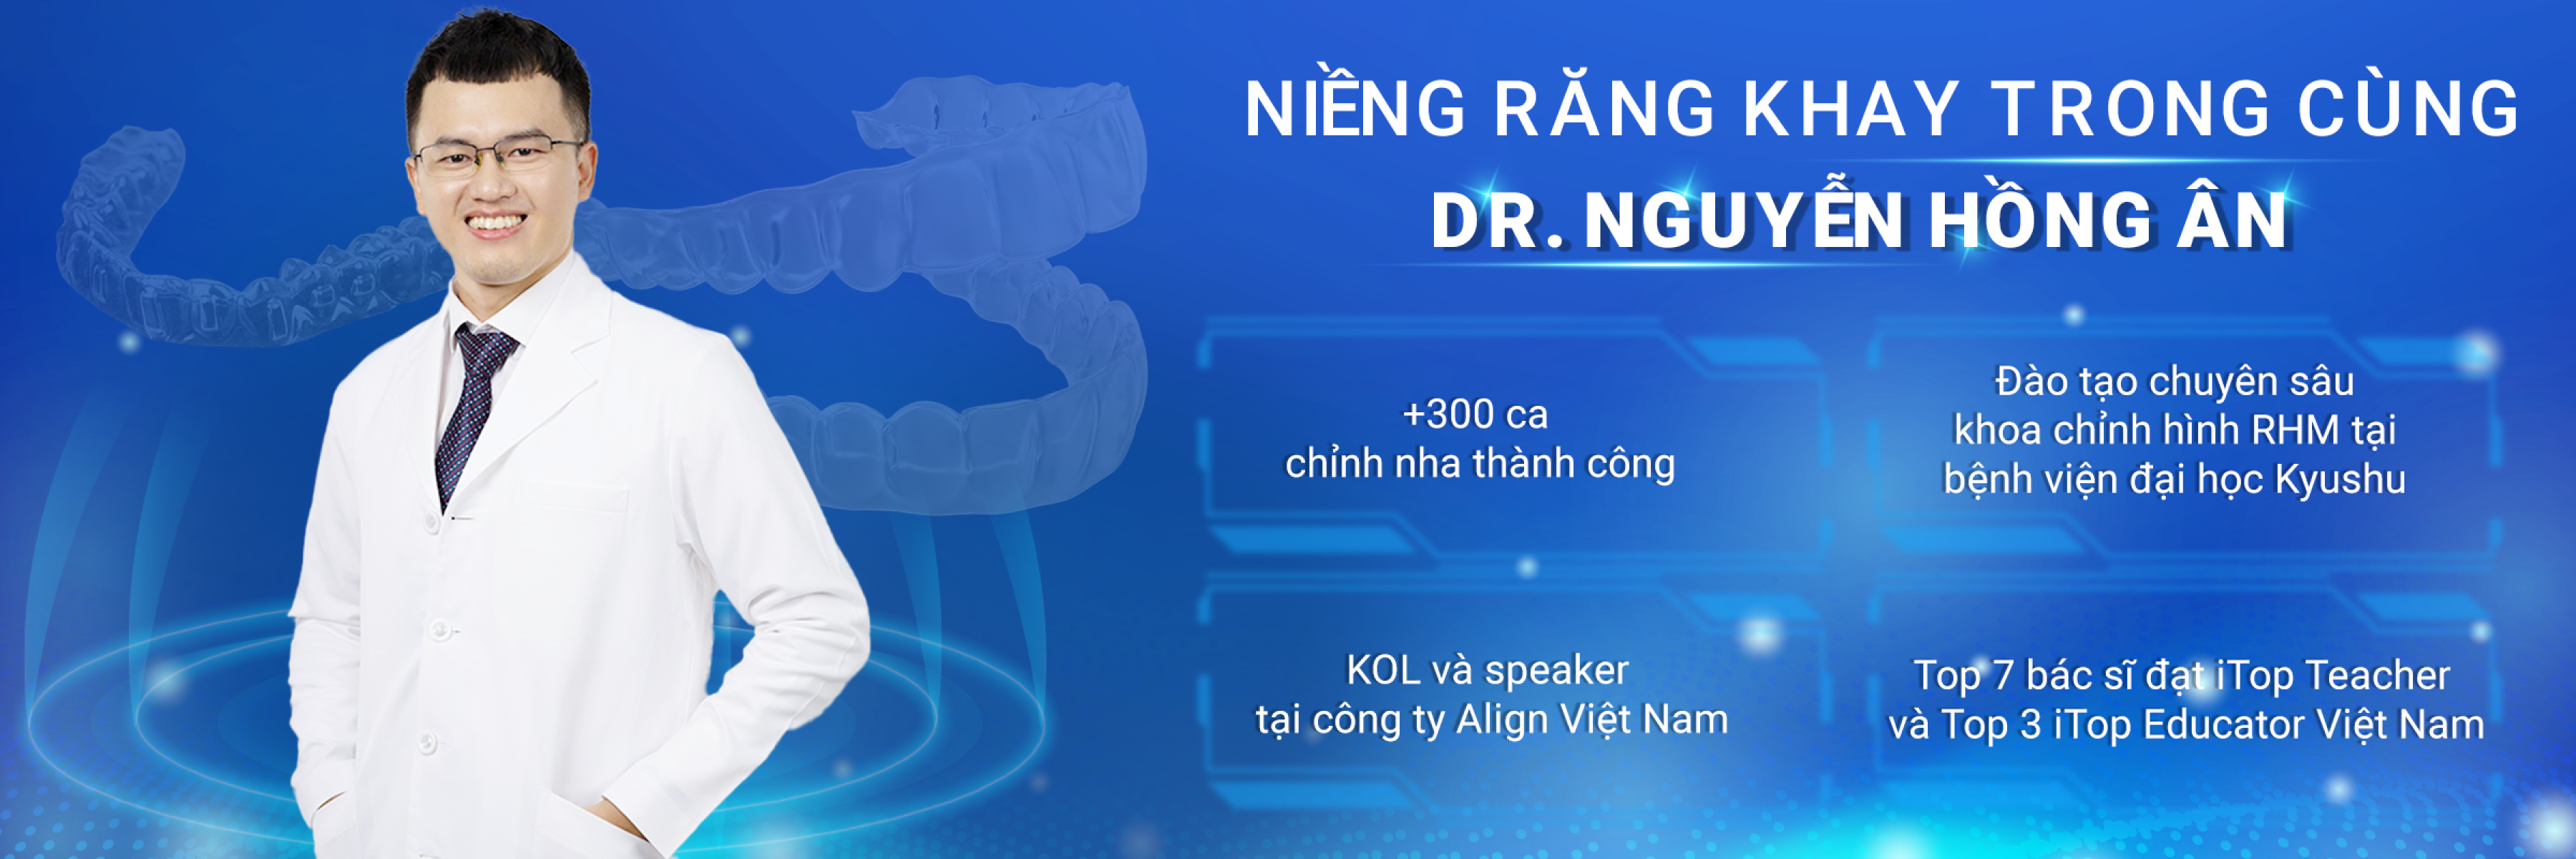 NIỀNG RĂNG KHAY TRONG CÙNG
DR. NGUYỄN HỒNG ÂN
+300 ca
chỉnh nha thành công
Đào tạo chuyên sâu
khoa chỉnh hình RHM tại
bệnh viện đại học Kyushu
KOL và speaker
tại công ty Align Việt Nam
Top 7 bác sĩ đạt iTop Teacher
và Top 3 iTop Educator Việt Nam